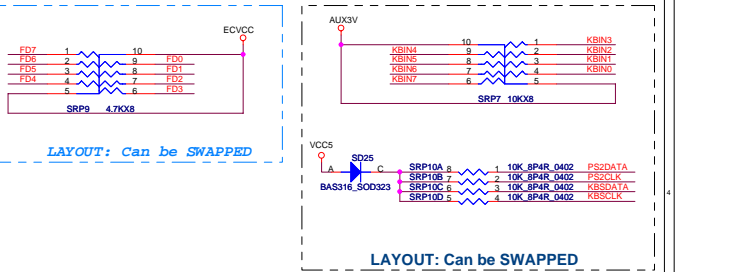 ECVCC
FD7 1 10
FD6 2 9 FD0
FD5 3 8 FD1
FD4 4 7 FD2
5 6 FD3
SRP9 4.7KX8
LAYOUT: Can be SWAPPED
AUX3V
10 1 KBIN3
KBIN4 9 2 KBIN2
KBIN5 8 3 KBIN1
KBIN6 7 4 KBIN0
KBIN7 6 5
SRP7 10KX8
VCC5
SD25
A C
BAS316_SOD323
SRP10A 8 1 10K_8P4R_0402 PS2DATA
SRP10B 7 2 10K_8P4R_0402 PS2CLK
SRP10C 6 3 10K_8P4R_0402 KBSDATA
SRP10D 5 4 10K_8P4R_0402 KBSCLK
LAYOUT: Can be SWAPPED
4